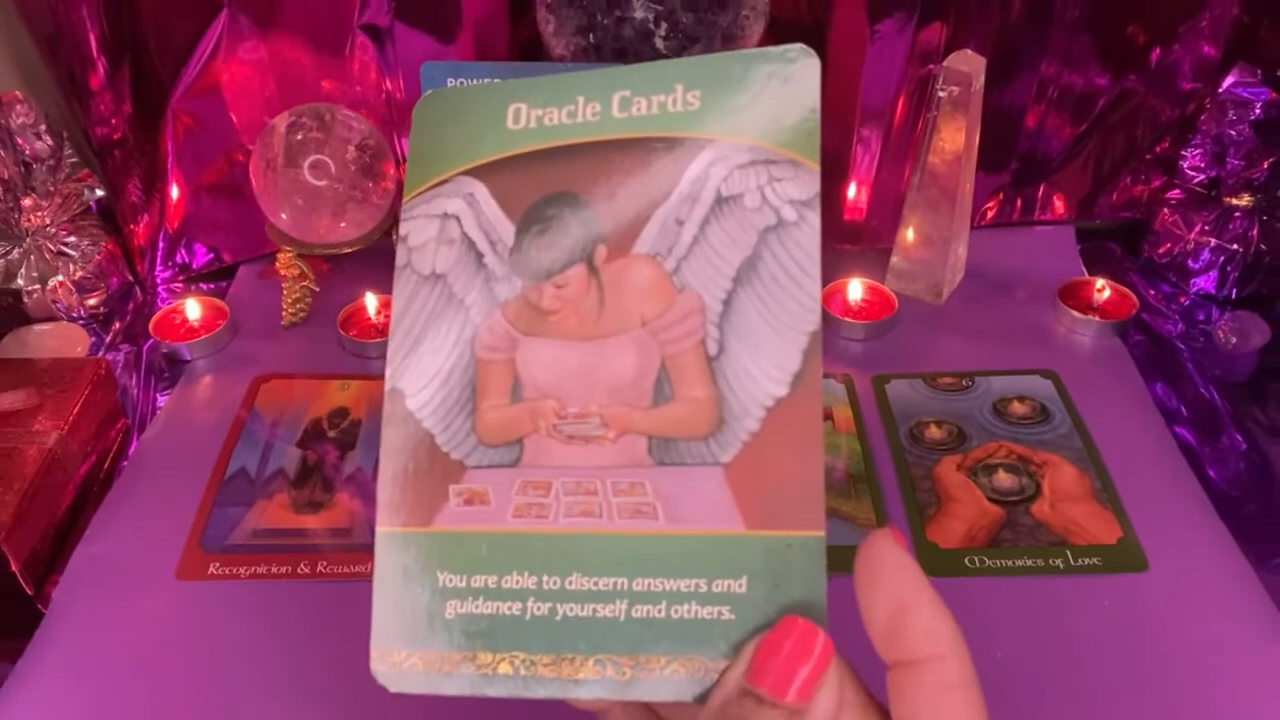 Oracle Cards
You are able to discern answers and
guidance for yourself and others.
Recognition & Reward
Memories of Love